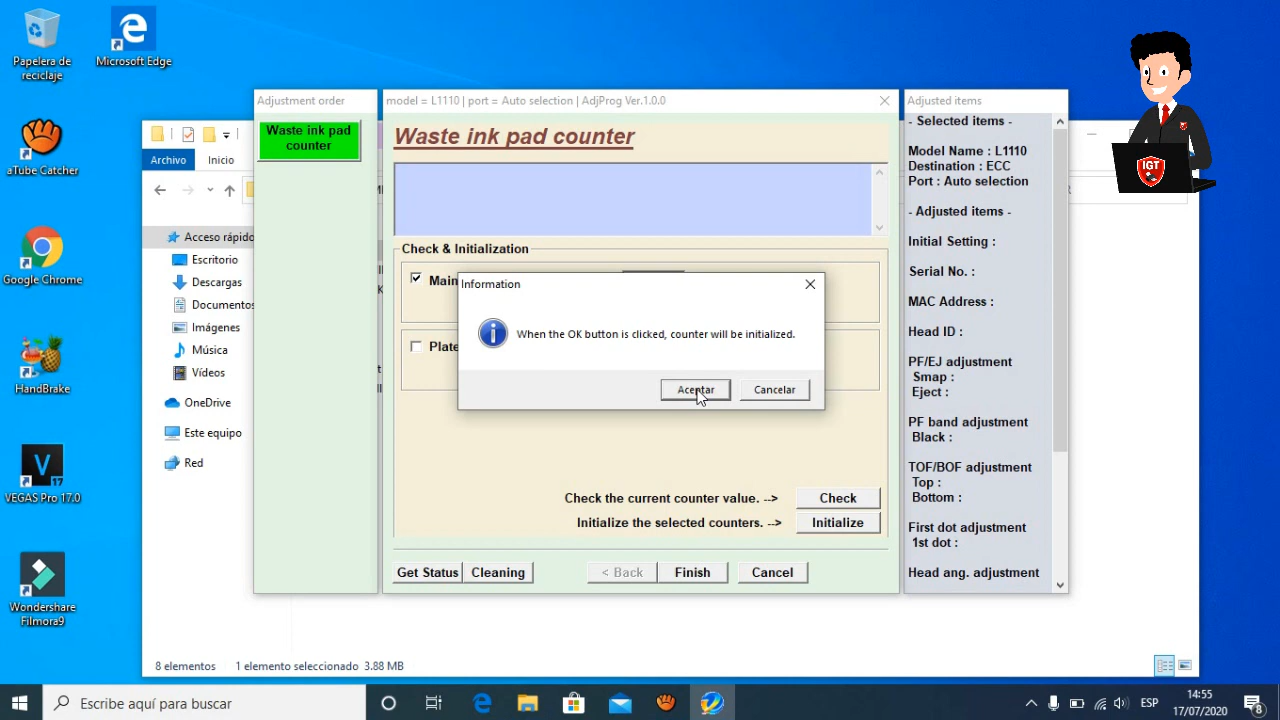 Papelera de
reciclaje
Microsoft Edge
aTube Catcher
Google Chrome
HandBrake
VEGAS Pro 17.0
Wondershare
Filmora9
IGT
Archivo
Inicio
Acceso rápido
Escritorio
Descargas
Documentos
Imágenes
Música
Vídeos
OneDrive
Este equipo
Red
8 elementos
1 elemento seleccionado 3.88 MB
Adjustment order
Waste ink pad
counter
model = L1110 | port = Auto selection | AdjProg Ver.1.0.0
Waste ink pad counter
Check & Initialization
Main
Plate
Information
When the OK button is clicked, counter will be initialized.
Aceptar
Cancelar
Check the current counter value. -->
Check
Initialize the selected counters. -->
Initialize
Get Status
Cleaning
< Back
Finish
Cancel
Adjusted items
- Selected items -
Model Name : L1110
Destination : ECC
Port : Auto selection
- Adjusted items -
Initial Setting :
Serial No. :
MAC Address :
Head ID :
PF/EJ adjustment
Smap :
Eject :
PF band adjustment
Black :
TOF/BOF adjustment
Top :
Bottom :
First dot adjustment
1st dot :
Head ang. adjustment
Escribe aquí para buscar
ESP
14:55
17/07/2020
8